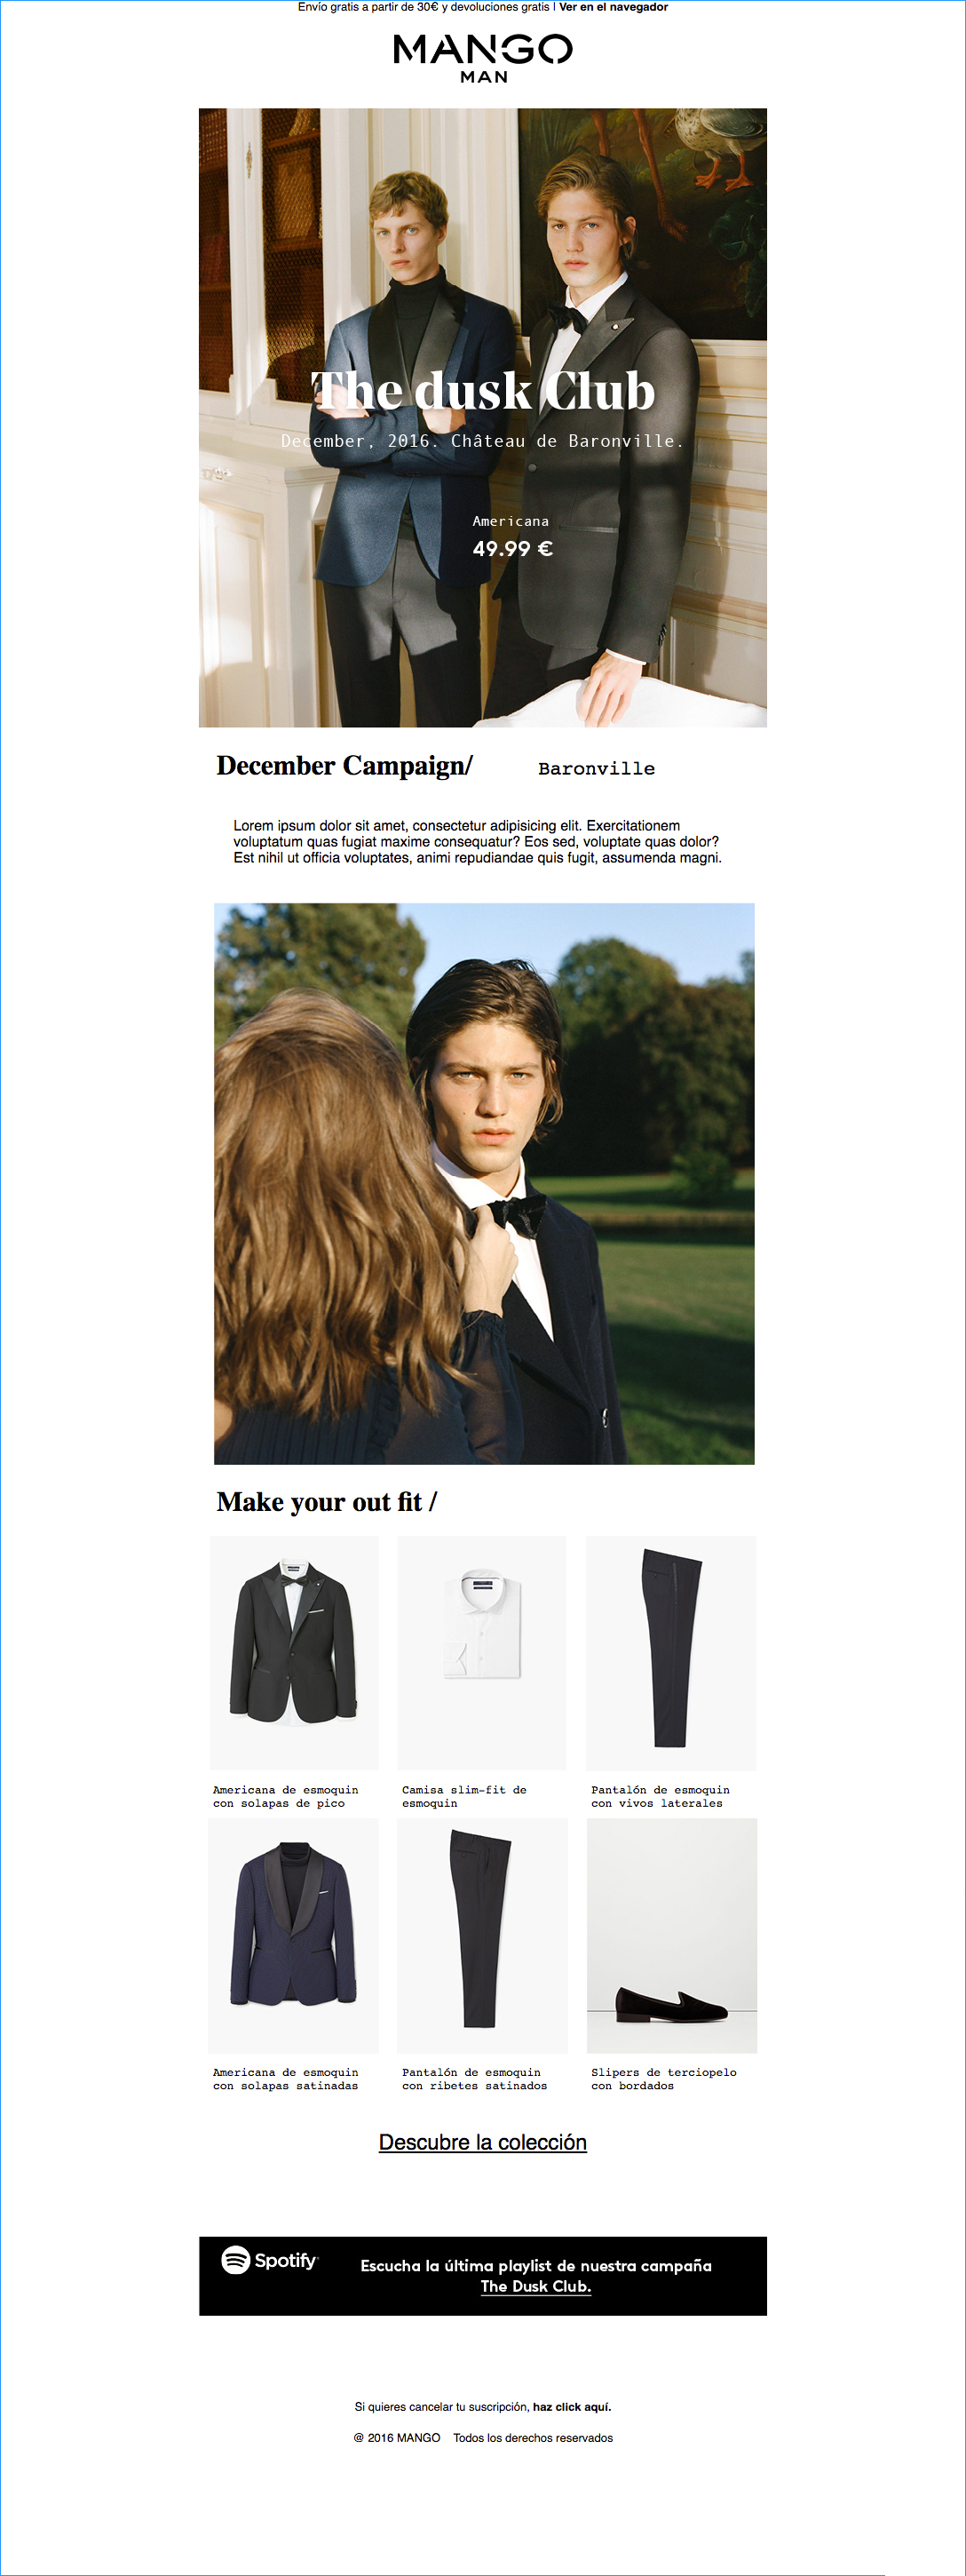 Envío gratis a partir de 30€ y devoluciones gratis | Ver en el navegador
MANGO
MAN
The dusk Club
December, 2016. Château de Baronville.
Americana
49.99 €
December Campaign/
Baronville
Lorem ipsum dolor sit amet, consectetur adipisicing elit. Exercitationem
voluptatum quas fugiat maxime consequatur? Eos sed, voluptate quas dolor?
Est nihil ut officia voluptates, animi repudiandae quis fugit, assumenda magni.
Make your out fit /
Americana de esmoquin
con solapas de pico
Camisa slim-fit de
esmoquin
Pantalón de esmoquin
con vivos laterales
Americana de esmoquin
con solapas satinadas
Pantalón de esmoquin
con ribetes satinados
Slipers de terciopelo
con bordados
Descubre la colección
Spotify
Escucha la última playlist de nuestra campaña
The Dusk Club.
Si quieres cancelar tu suscripción, haz click aquí.
@ 2016 MANGO Todos los derechos reservados